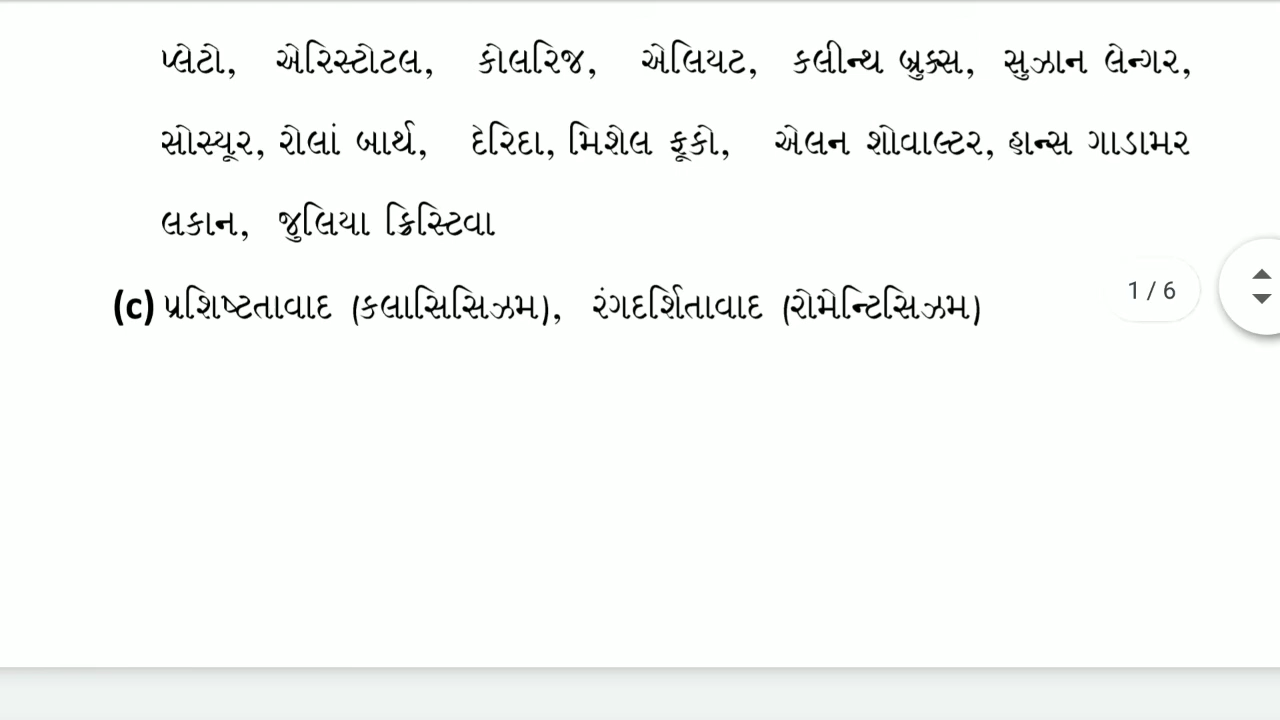 પ્લેટો, એરિસ્ટોટલ, કોલરિજ, એલિયટ, કલીન્થ બ્રુક્સ, સુઝાન લેન્ગર,
સોસ્યૂર, રોલાં બાર્થ, દેરિદા, મિશેલ ફૂકો, એલન શોવાલ્ટર, હાન્સ ગાડામર
લકાન, જુલિયા ક્રિસ્ટિવા
(c) પ્રશિષ્ટતાવાદ (કલાસિસિઝમ), રંગદર્શિતાવાદ (રોમેન્ટિસિઝમ)
1 / 6